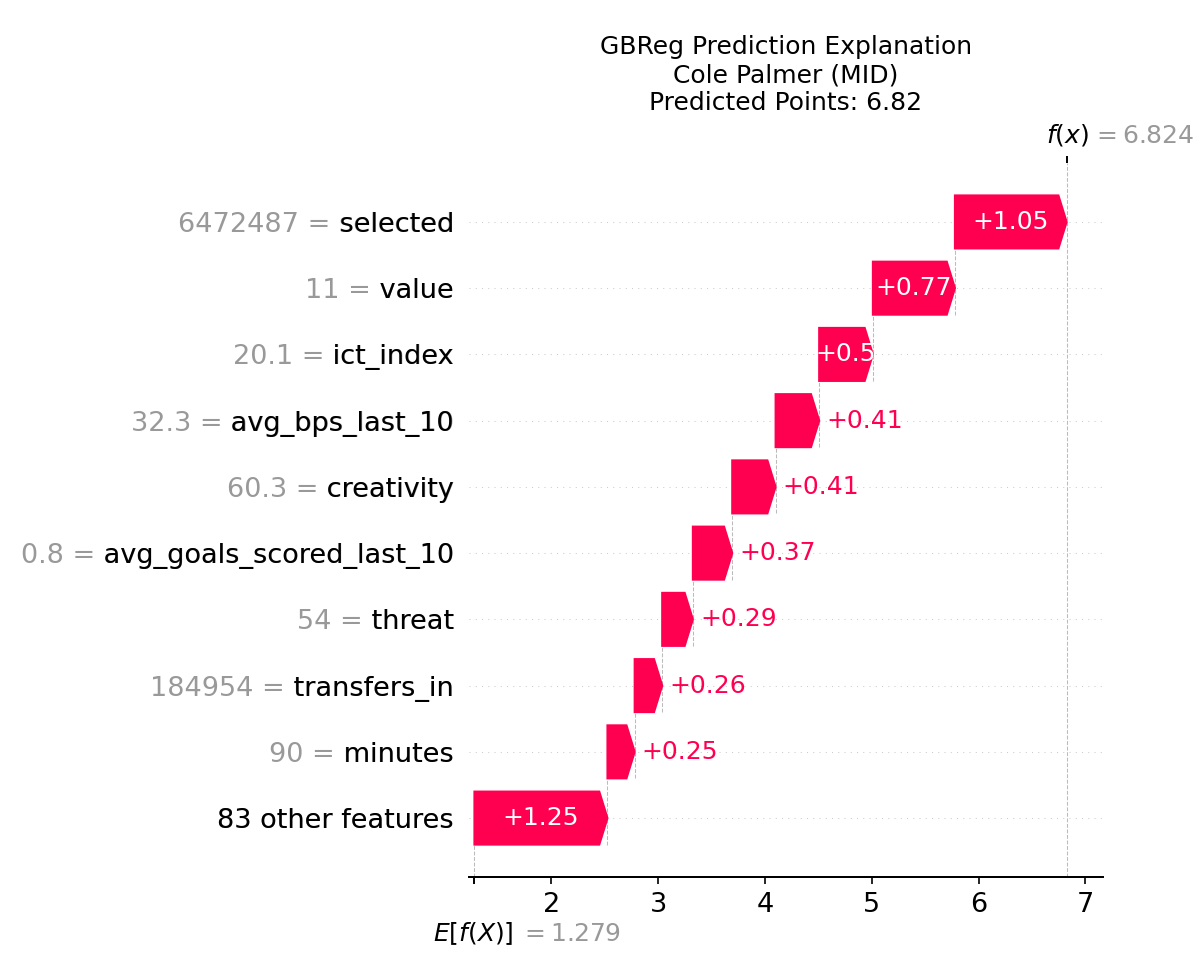 GBReg Prediction Explanation
Cole Palmer (MID)
Predicted Points: 6.82
f(x) = 6.824
6472487 = selected
+1.05
11 = value
+0.77
20.1 = ict_index
+0.5
32.3 = avg_bps_last_10
+0.41
60.3 = creativity
+0.41
0.8 = avg_goals_scored_last_10
+0.37
54 = threat
+0.29
184954 = transfers_in
+0.26
90 = minutes
+0.25
83 other features
+1.25
2 3 4 5 6 7
E[f(X)] = 1.279